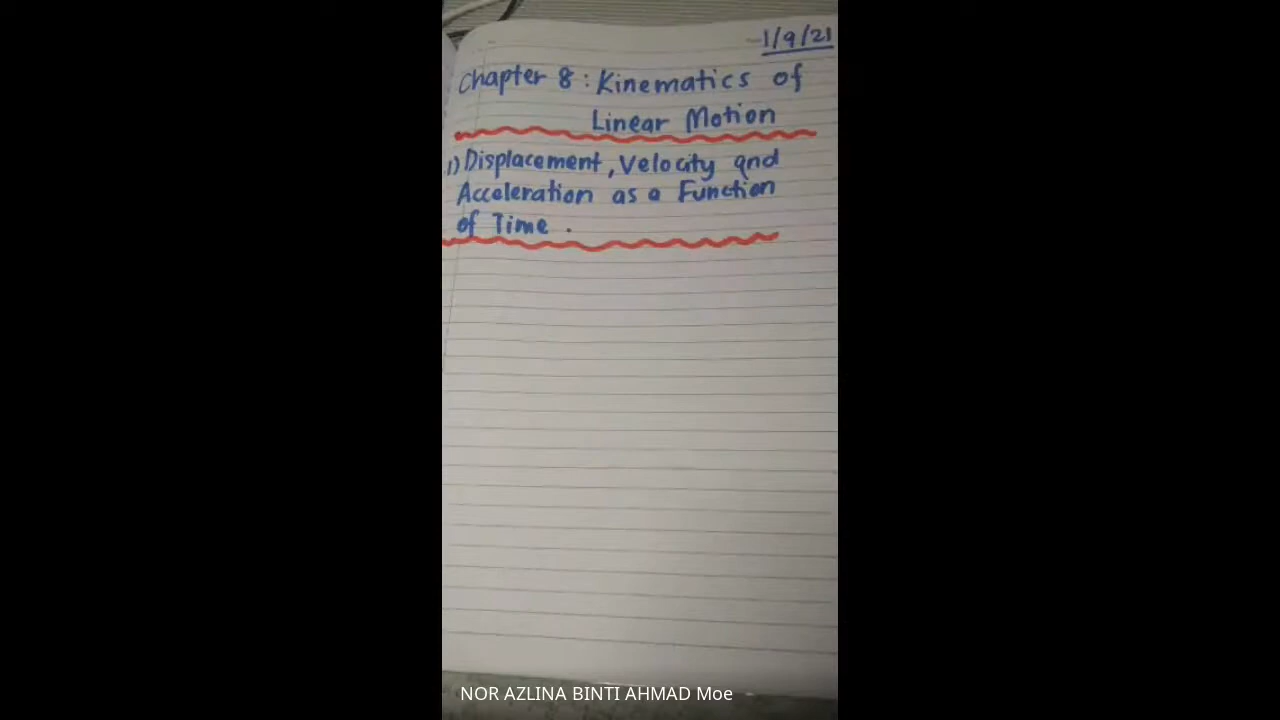 1/9/21
Chapter 8 : Kinematics of
Linear Motion
1) Displacement, Velocity and
Acceleration as a Function
of Time .
NOR AZLINA BINTI AHMAD Moe